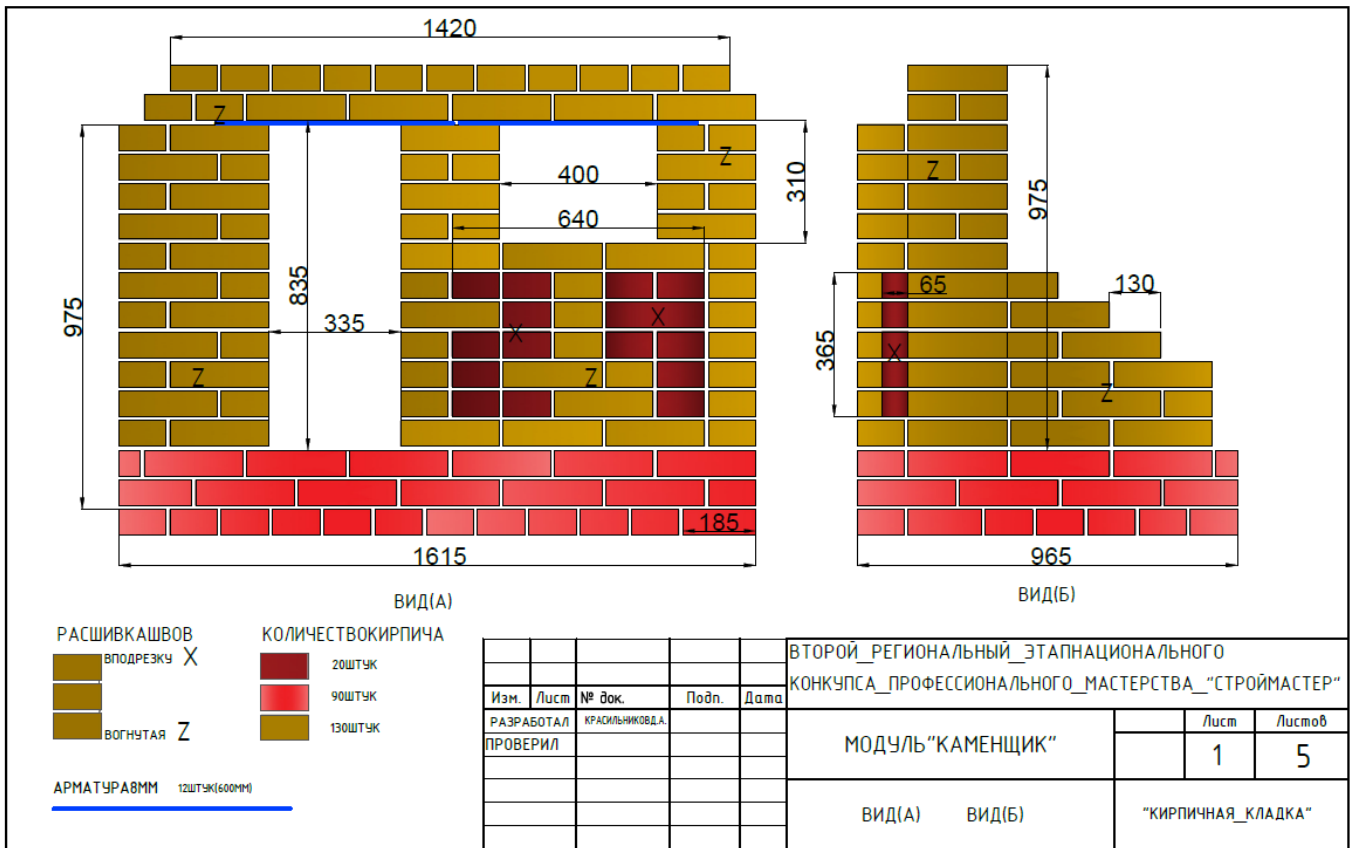 1420
Z
Z
400
310
640
835
975
335
X
X
Z
Z
185
1615
ВИД(А)
Z
975
65
130
365
X
Z
965
ВИД(Б)
РАСШИВКАШВОВ
ВПОДРЕЗКУ X
ВОГНУТАЯ Z
КОЛИЧЕСТВОКИРПИЧА
20ШТУК
90ШТУК
130ШТУК
АРМАТУРА8ММ 12ШТУК(600ММ)
Изм. Лист № док. Подп. Дата
РАЗРАБОТАЛ КРАСИЛЬНИКОВД.А.
ПРОВЕРИЛ
ВТОРОЙ_РЕГИОНАЛЬНЫЙ_ЭТАПНАЦИОНАЛЬНОГО
КОНКУПСА_ПРОФЕССИОНАЛЬНОГО_МАСТЕРСТВА_"СТРОЙМАСТЕР"
МОДУЛЬ"КАМЕНЩИК"
Лист Листов
1 5
ВИД(А) ВИД(Б)
"КИРПИЧНАЯ_КЛАДКА"